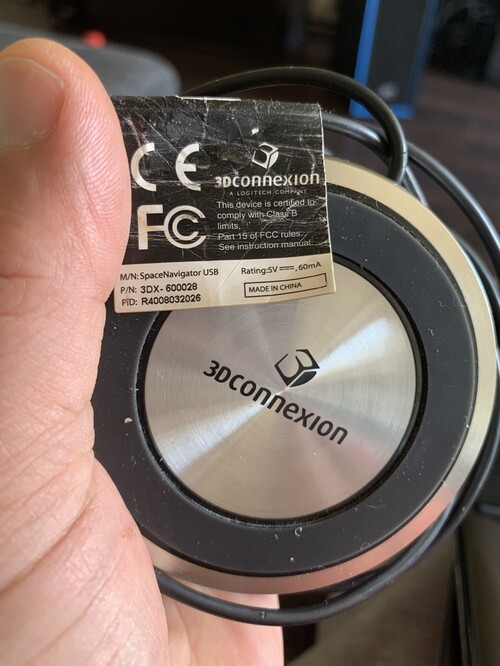 CE
3Dconnexion
A LOGITECH COMPANY
FC
This device is certified to
comply with Class B
limits,
Part 15 of FCC rules.
See instruction manual.
M/N: SpaceNavigator USB
Rating:5V⎓, 60mA
P/N: 3DX-600028
PID: R4008032026
MADE IN CHINA
3Dconnexion